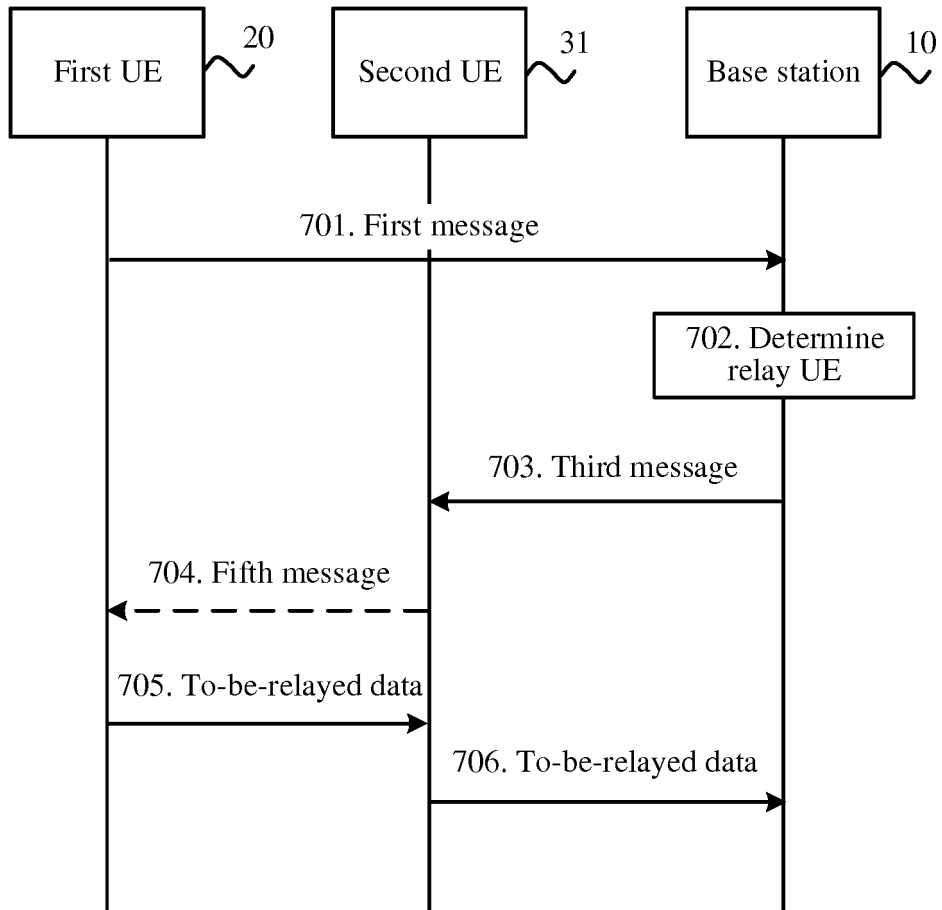 20
31
10
First UE
Second UE
Base station
701. First message
702. Determine
relay UE
703. Third message
704. Fifth message
705. To-be-relayed data
706. To-be-relayed data